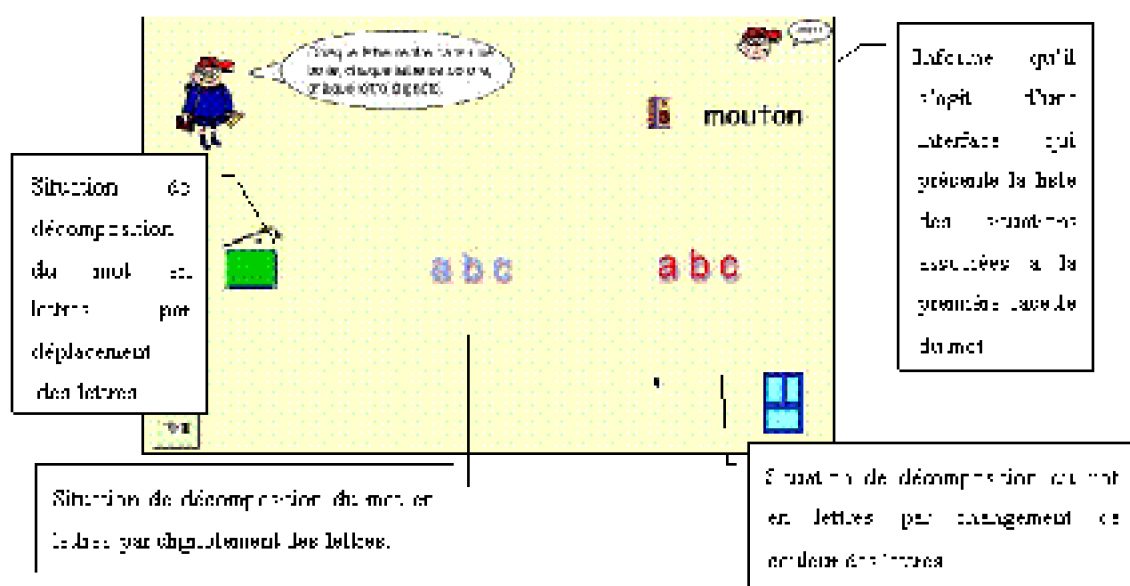 mouton
Informe qu'il
s'agit d'une
interface qui
présente la liste
des situations
associées à la
première facette
du mot
Situation de
décomposition
du mot en
lettres par
déplacement
des lettres
a b c
a b c
Situation de décomposition du mot en
lettres par clignotement des lettres.
Situation de décomposition du mot
en lettres par changement de
couleur des lettres